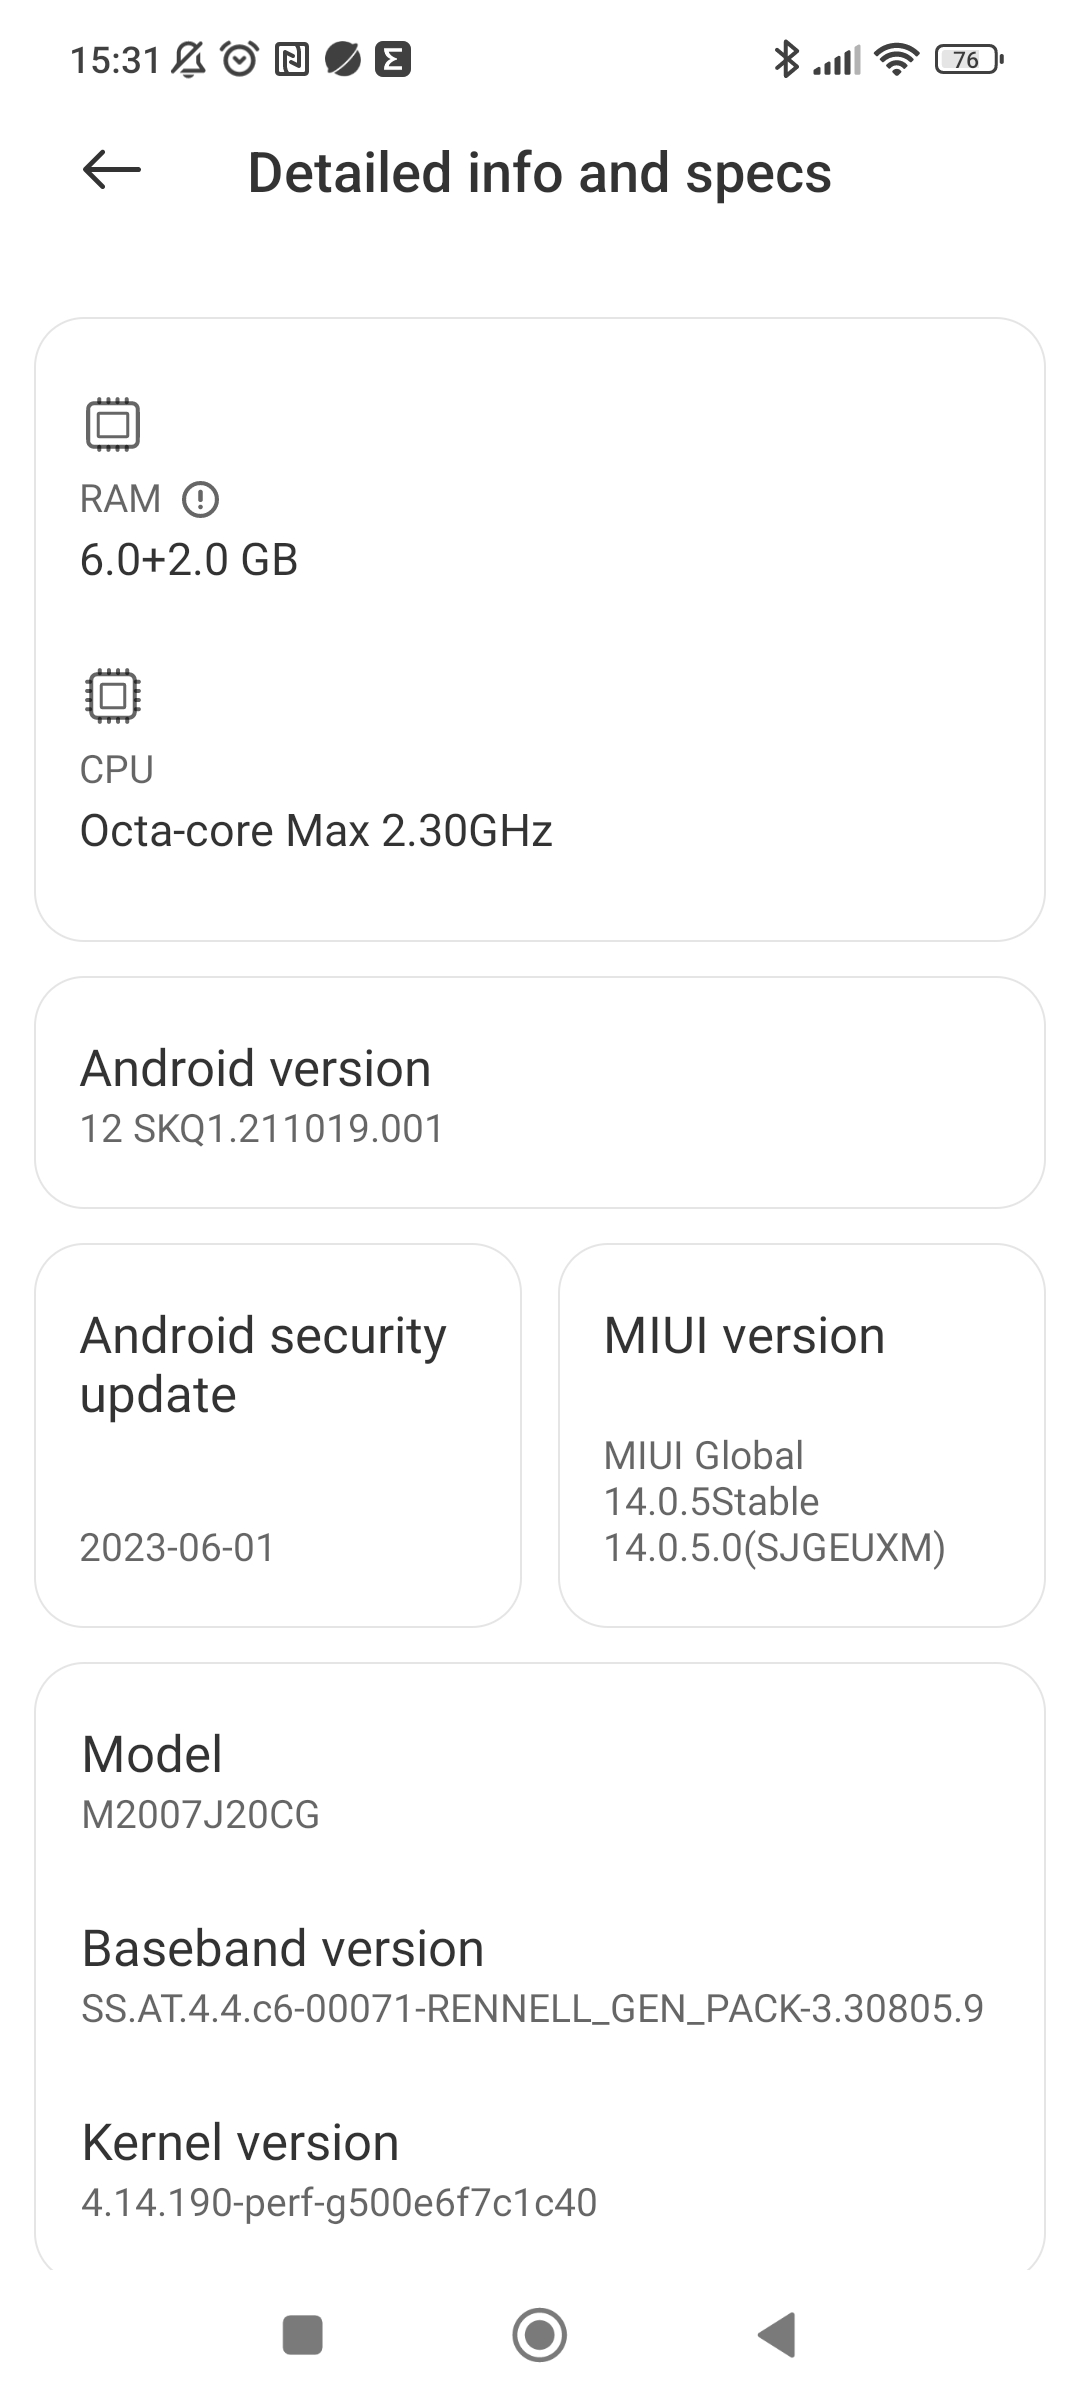 15:31
76
Detailed info and specs
RAM
6.0+2.0 GB
CPU
Octa-core Max 2.30GHz
Android version
12 SKQ1.211019.001
Android security
update
2023-06-01
MIUI version
MIUI Global
14.0.5Stable
14.0.5.0(SJGEUXM)
Model
M2007J20CG
Baseband version
SS.AT.4.4.c6-00071-RENNELL_GEN_PACK-3.30805.9
Kernel version
4.14.190-perf-g500e6f7c1c40